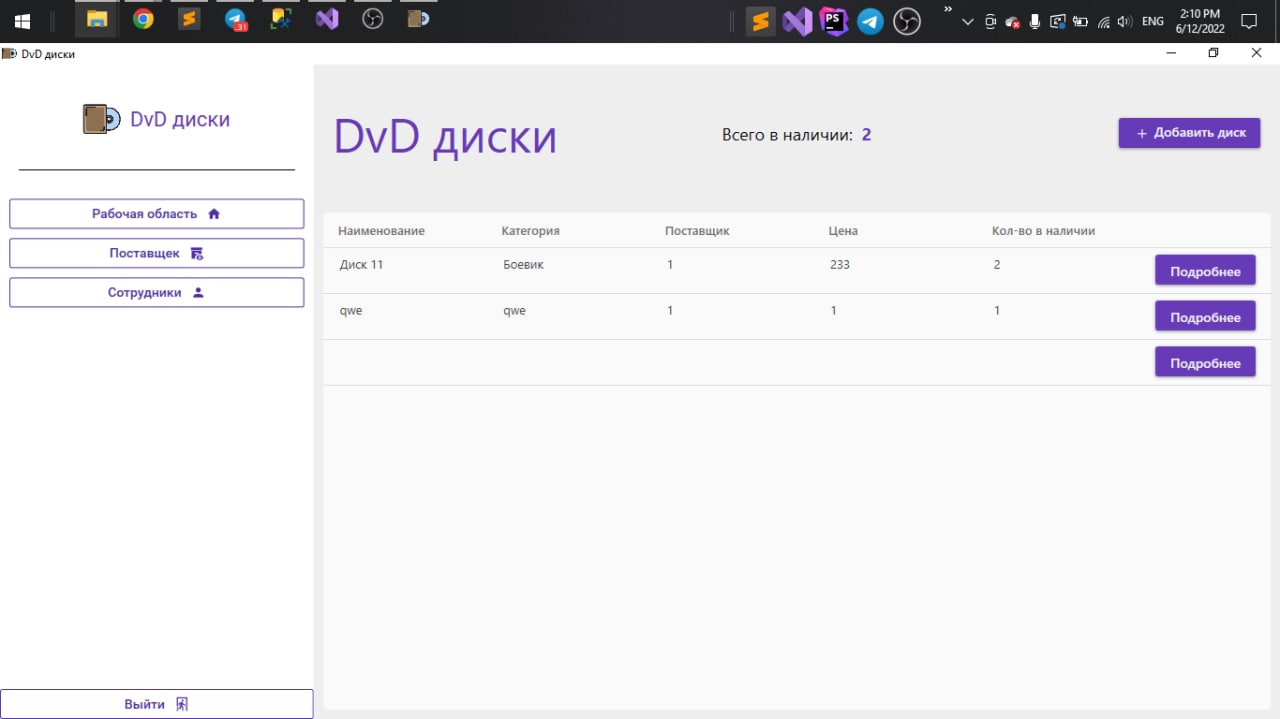 31
PS
»
ENG
2:10 PM
6/12/2022
DvD диски
DvD диски
Рабочая область
Поставщек
Сотрудники
Выйти
DvD диски
Всего в наличии: 2
+ Добавить диск
Наименование Категория Поставщик Цена Кол-во в наличии
Диск 11 Боевик 1 233 2 Подробнее
qwe qwe 1 1 1 Подробнее
Подробнее